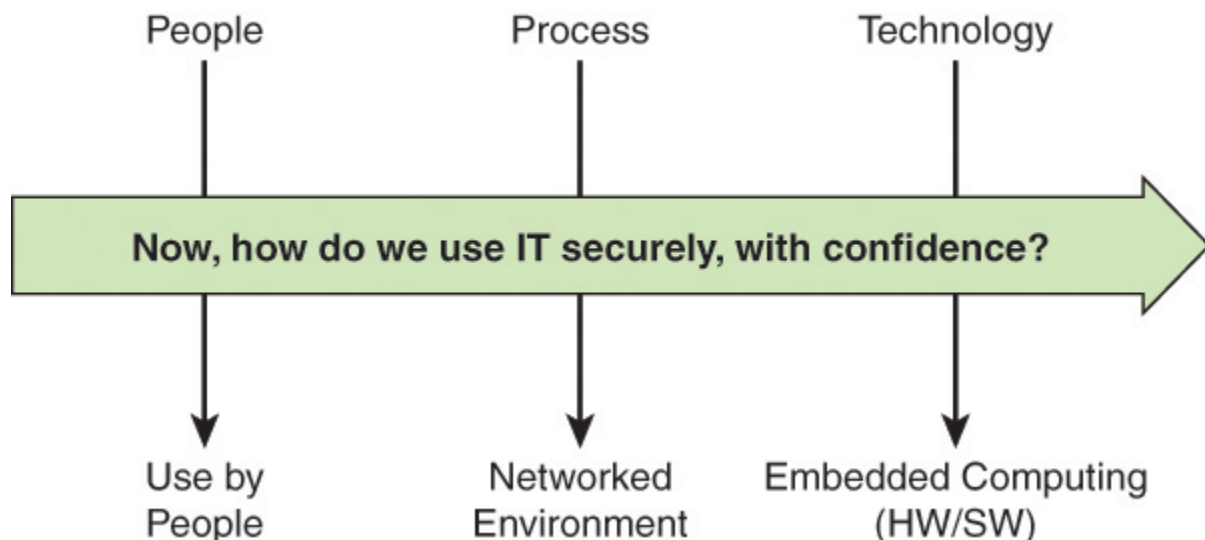 People
Process
Technology
Now, how do we use IT securely, with confidence?
Use by
People
Networked
Environment
Embedded Computing
(HW/SW)